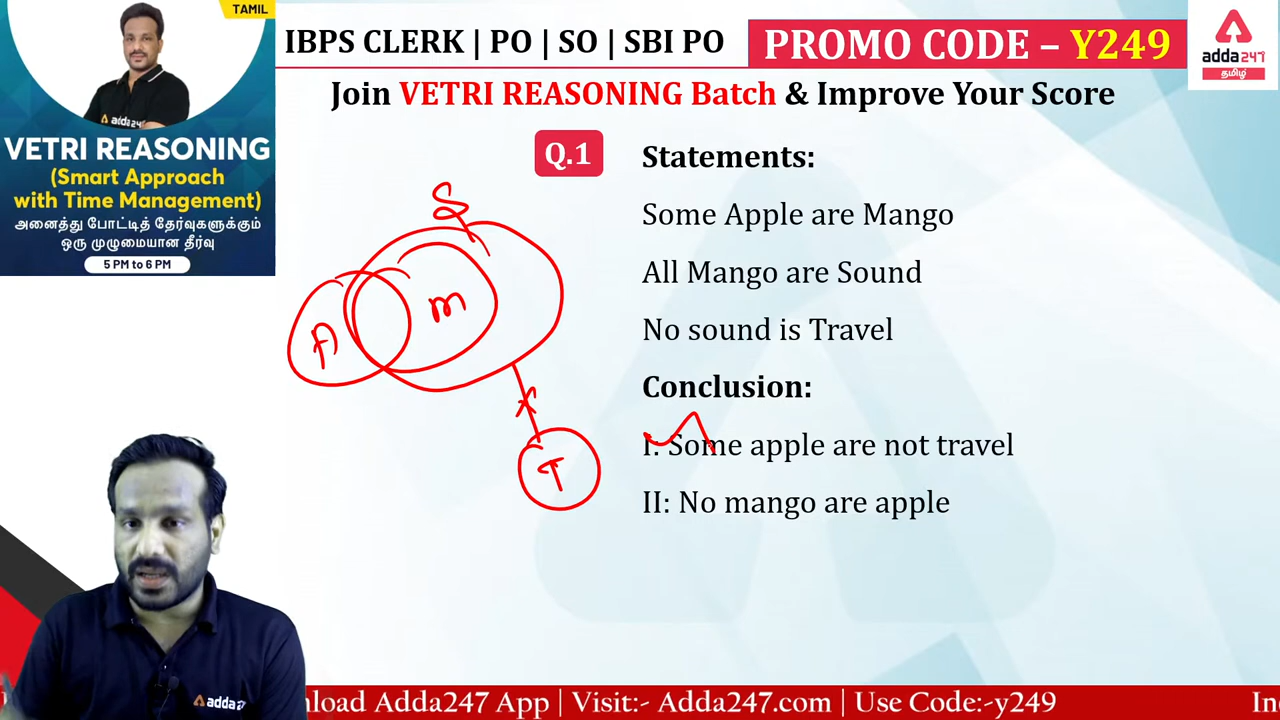 TAMIL
adda247
VETRI REASONING
(Smart Approach
with Time Management)
அனைத்து போட்டித் தேர்வுகளுக்கும்
ஒரு முழுமையான தீர்வு
5 PM to 6 PM
IBPS CLERK | PO | SO | SBI PO
PROMO CODE – Y249
adda247
தமிழ்
Join VETRI REASONING Batch & Improve Your Score
Q.1
Statements:
Some Apple are Mango
All Mango are Sound
No sound is Travel
Conclusion:
I: Some apple are not travel
II: No mango are apple
S
A
m
T
adda247
nload Adda247 App | Visit:- Adda247.com | Use Code:-y249
In